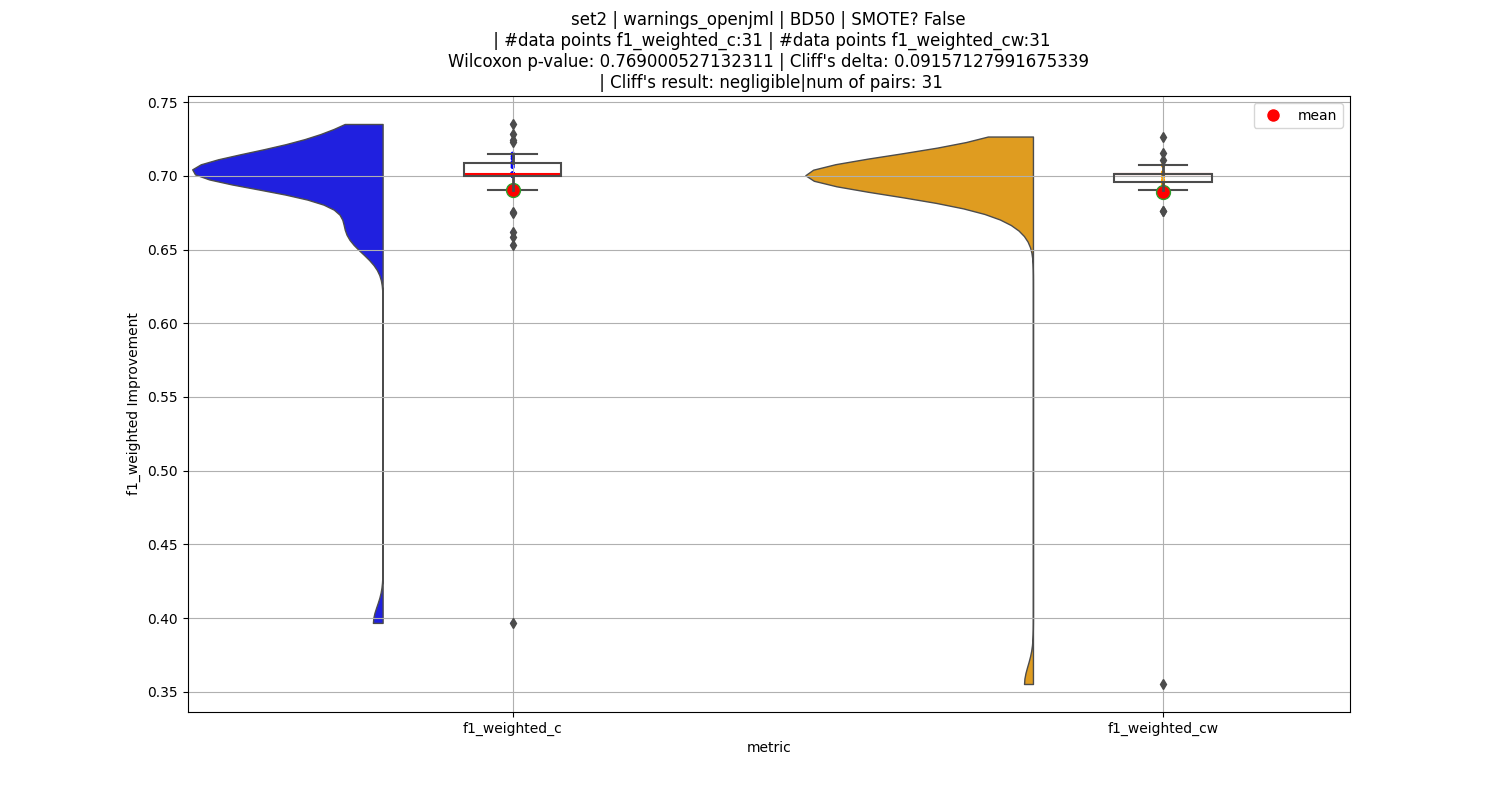 set2 | warnings_openjml | BD50 | SMOTE? False
| #data points f1_weighted_c:31 | #data points f1_weighted_cw:31
Wilcoxon p-value: 0.769000527132311 | Cliff's delta: 0.09157127991675339
| Cliff's result: negligible|num of pairs: 31
mean
0.75
0.70
0.65
0.60
0.55
0.50
0.45
0.40
0.35
f1_weighted Improvement
f1_weighted_c
f1_weighted_cw
metric